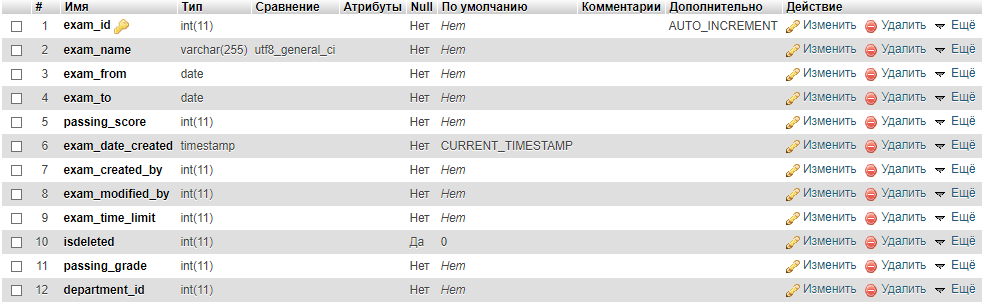 # Имя Тип Сравнение Атрибуты Null По умолчанию Комментарии Дополнительно Действие
1 exam_id int(11) Нет Нет AUTO_INCREMENT Изменить Удалить Ещё
2 exam_name varchar(255) utf8_general_ci Нет Нет Изменить Удалить Ещё
3 exam_from date Нет Нет Изменить Удалить Ещё
4 exam_to date Нет Нет Изменить Удалить Ещё
5 passing_score int(11) Нет Нет Изменить Удалить Ещё
6 exam_date_created timestamp Нет CURRENT_TIMESTAMP Изменить Удалить Ещё
7 exam_created_by int(11) Нет Нет Изменить Удалить Ещё
8 exam_modified_by int(11) Нет Нет Изменить Удалить Ещё
9 exam_time_limit int(11) Нет Нет Изменить Удалить Ещё
10 isdeleted int(11) Да 0 Изменить Удалить Ещё
11 passing_grade int(11) Нет Нет Изменить Удалить Ещё
12 department_id int(11) Нет Нет Изменить Удалить Ещё